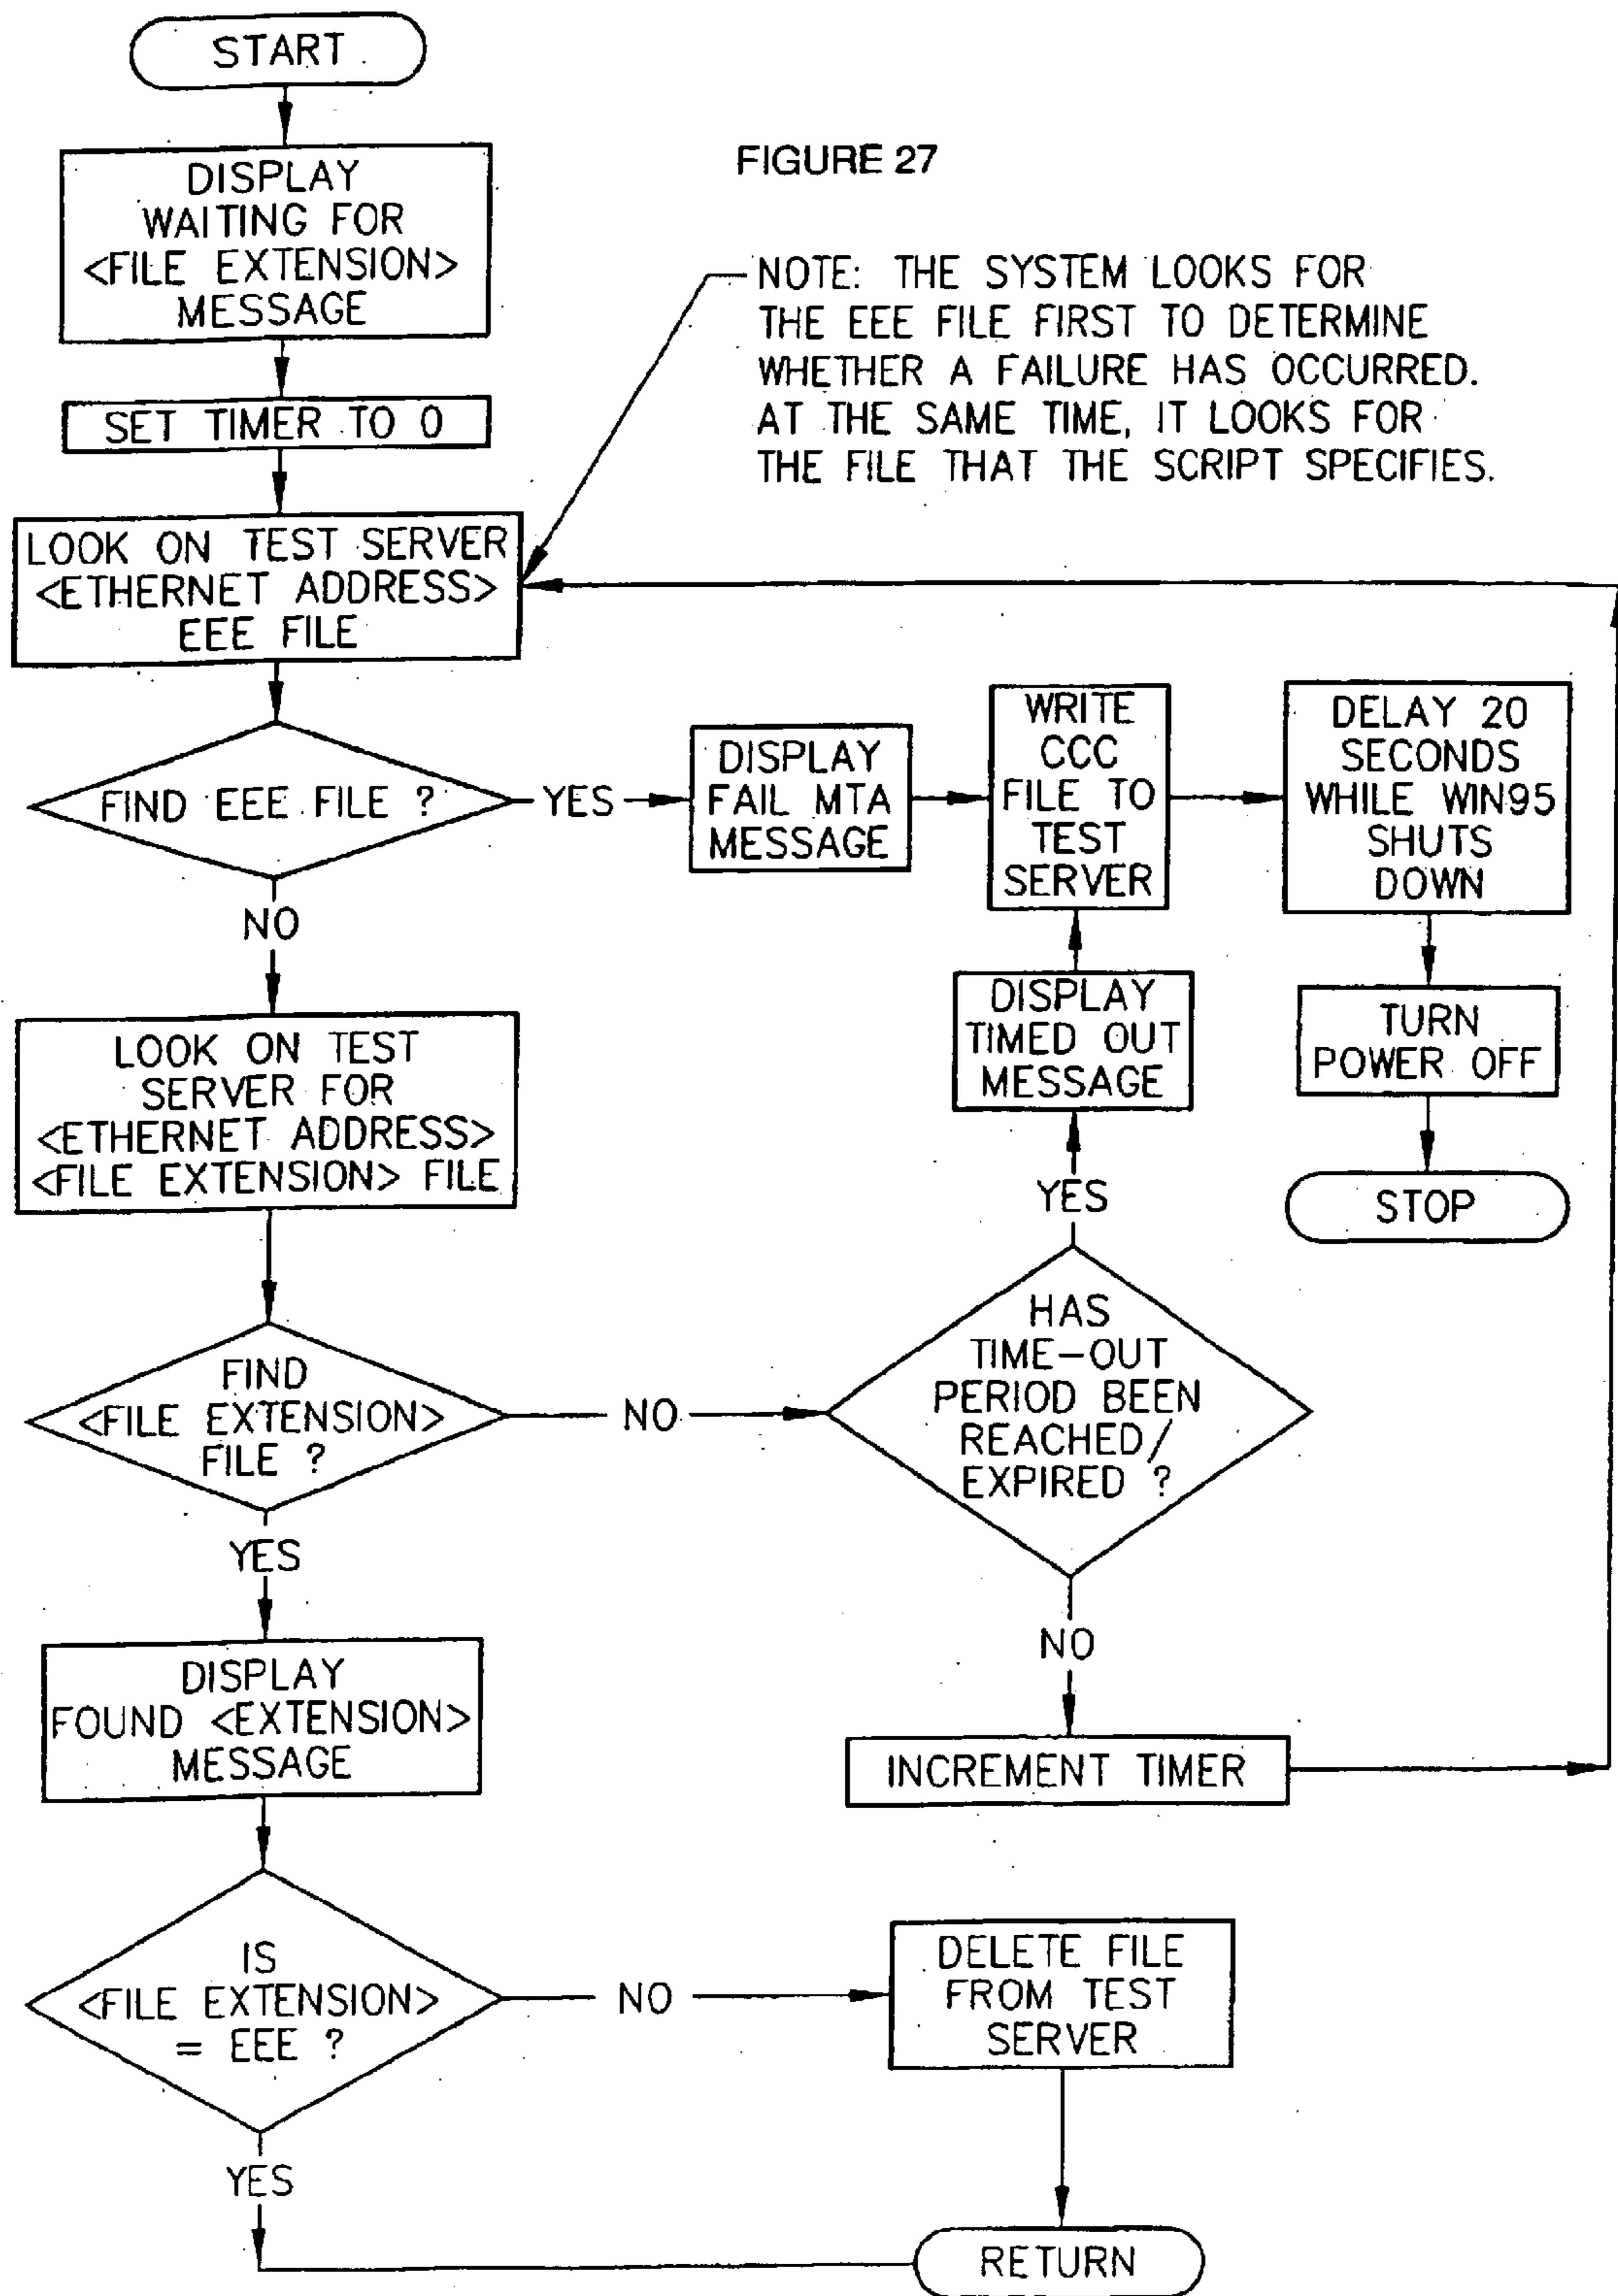 START
FIGURE 27
DISPLAY
WAITING FOR
<FILE EXTENSION>
MESSAGE
NOTE: THE SYSTEM LOOKS FOR
THE EEE FILE FIRST TO DETERMINE
WHETHER A FAILURE HAS OCCURRED.
AT THE SAME TIME, IT LOOKS FOR
THE FILE THAT THE SCRIPT SPECIFIES.
SET TIMER TO 0
LOOK ON TEST SERVER
<ETHERNET ADDRESS>
EEE FILE
FIND EEE FILE ?
YES
DISPLAY
FAIL MTA
MESSAGE
WRITE
CCC
FILE TO
TEST
SERVER
DELAY 20
SECONDS
WHILE WIN95
SHUTS
DOWN
NO
DISPLAY
TIMED OUT
MESSAGE
TURN
POWER OFF
LOOK ON TEST
SERVER FOR
<ETHERNET ADDRESS>
<FILE EXTENSION> FILE
YES
STOP
FIND
<FILE EXTENSION>
FILE ?
NO
HAS
TIME-OUT
PERIOD BEEN
REACHED/
EXPIRED ?
YES
NO
DISPLAY
FOUND <EXTENSION>
MESSAGE
INCREMENT TIMER
IS
<FILE EXTENSION>
= EEE ?
NO
DELETE FILE
FROM TEST
SERVER
YES
RETURN